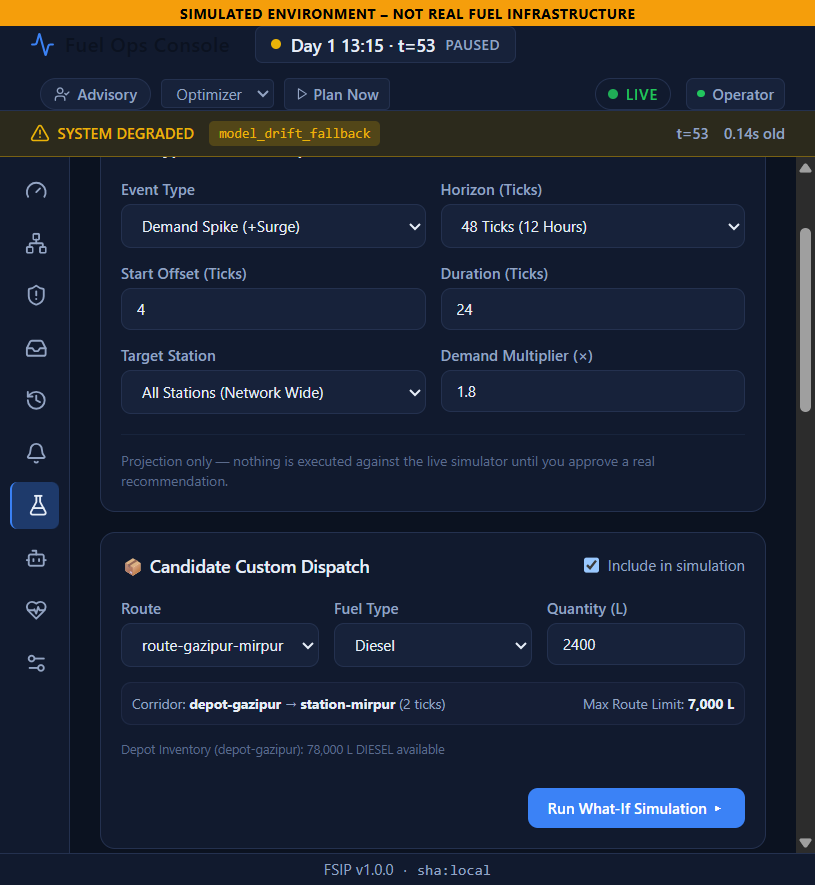 SIMULATED ENVIRONMENT – NOT REAL FUEL INFRASTRUCTURE
Fuel Ops Console
Day 1 13:15 · t=53 PAUSED
Advisory Optimizer Plan Now LIVE Operator
SYSTEM DEGRADED model_drift_fallback t=53 0.14s old
Event Type Horizon (Ticks)
Demand Spike (+Surge) 48 Ticks (12 Hours)
Start Offset (Ticks) Duration (Ticks)
4 24
Target Station Demand Multiplier (×)
All Stations (Network Wide) 1.8
Projection only — nothing is executed against the live simulator until you approve a real
recommendation.
Candidate Custom Dispatch Include in simulation
Route Fuel Type Quantity (L)
route-gazipur-mirpur Diesel 2400
Corridor: depot-gazipur → station-mirpur (2 ticks) Max Route Limit: 7,000 L
Depot Inventory (depot-gazipur): 78,000 L DIESEL available
Run What-If Simulation ▸
FSIP v1.0.0 · sha:local